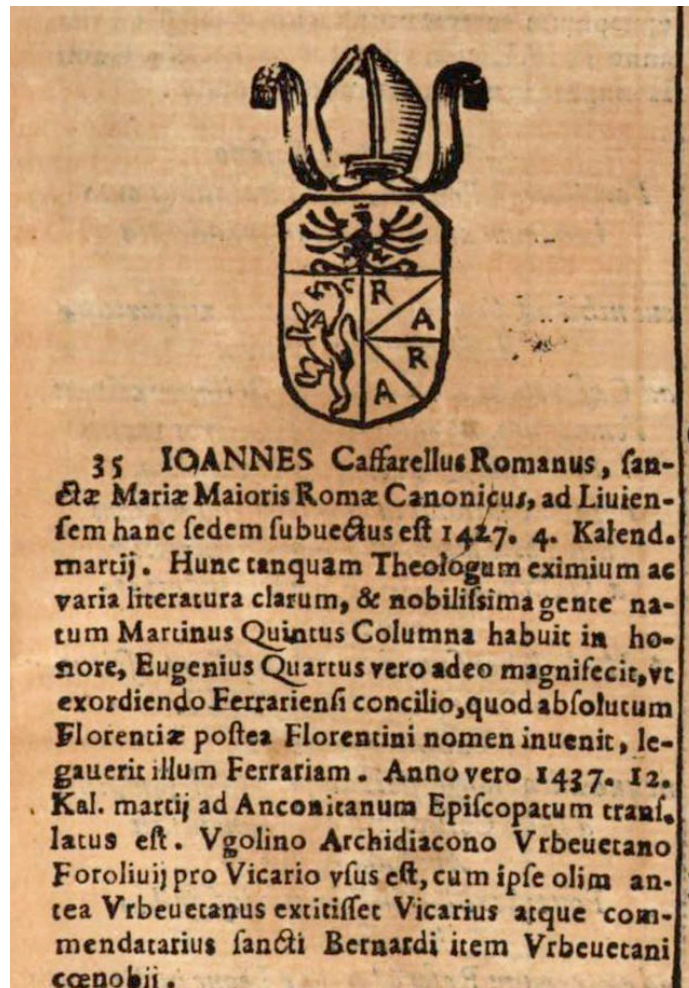 C
R
A
A
R
A
35 IOANNES Caffarellus Romanus, san-
ctæ Mariæ Maioris Romæ Canonicus, ad Liuien-
sem hanc sedem subuectus est 1427. 4. Kalend.
martij. Hunc tanquam Theologum eximium ac
varia literatura clarum, & nobilissima gente na-
tum Martinus Quintus Columna habuit in ho-
nore, Eugenius Quartus vero adeo magnifecit, vt
exordiendo Ferrariensi concilio, quod absolutum
Florentiæ postea Florentini nomen inuenit, le-
gauerit illum Ferrariam. Anno vero 1437. 12.
Kal. martij ad Anconitanum Episcopatum trans.
latus est. Vgolino Archidiacono Vrbeuetano
Foroliuij pro Vicario vsus est, cum ipse olim an-
tea Vrbeuetanus extitisset Vicarius atque com-
mendatarius sancti Bernardi item Vrbeuetani
cœnobij.